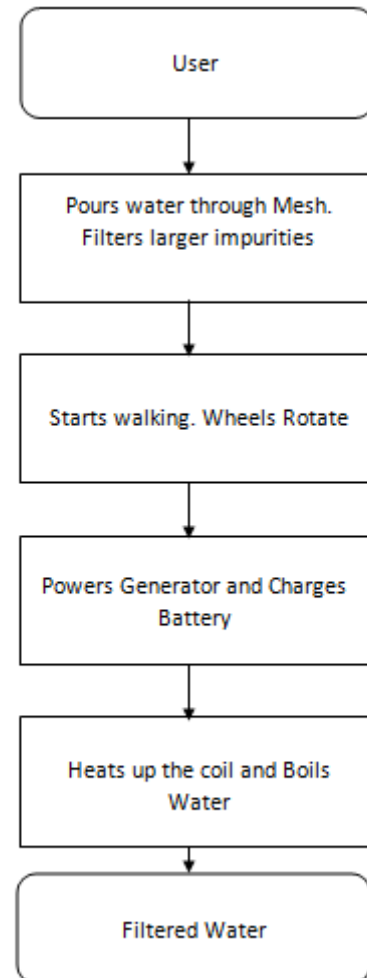 User
Pours water through Mesh.
Filters larger impurities
Starts walking. Wheels Rotate
Powers Generator and Charges
Battery
Heats up the coil and Boils
Water
Filtered Water